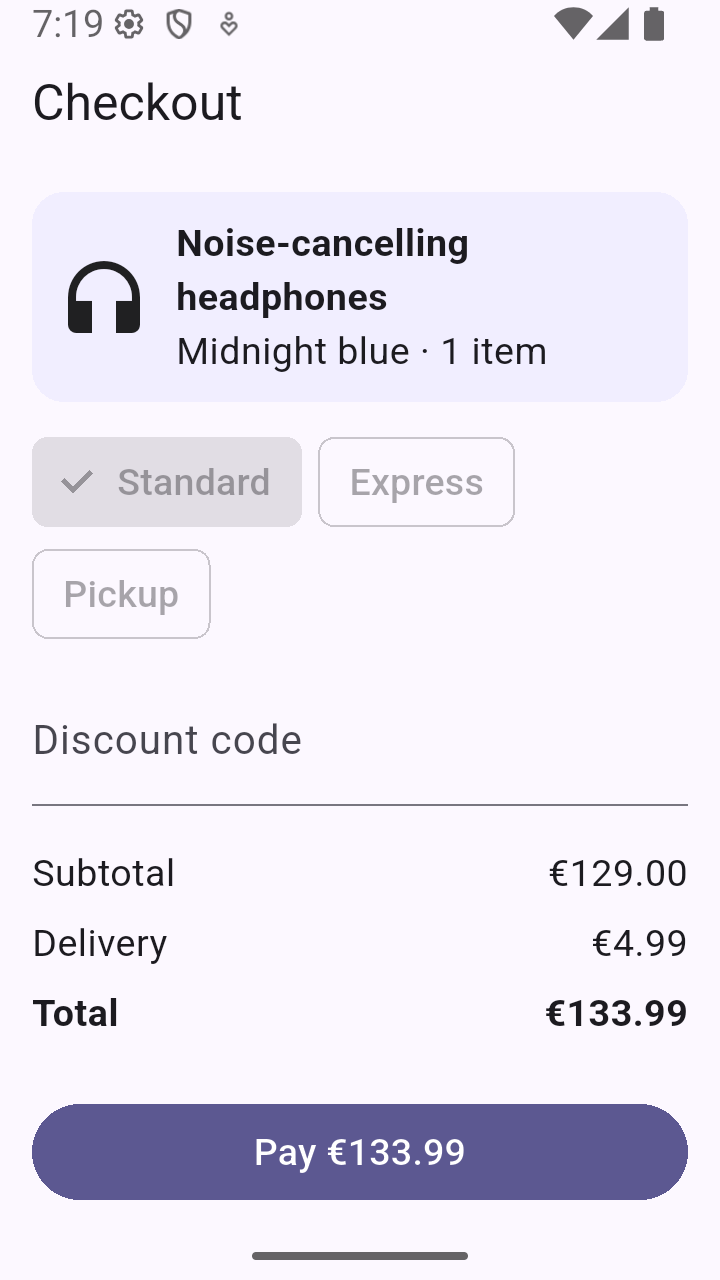 7:19
Checkout
Noise-cancelling
headphones
Midnight blue · 1 item
Standard
Express
Pickup
Discount code
Subtotal €129.00
Delivery €4.99
Total €133.99
Pay €133.99